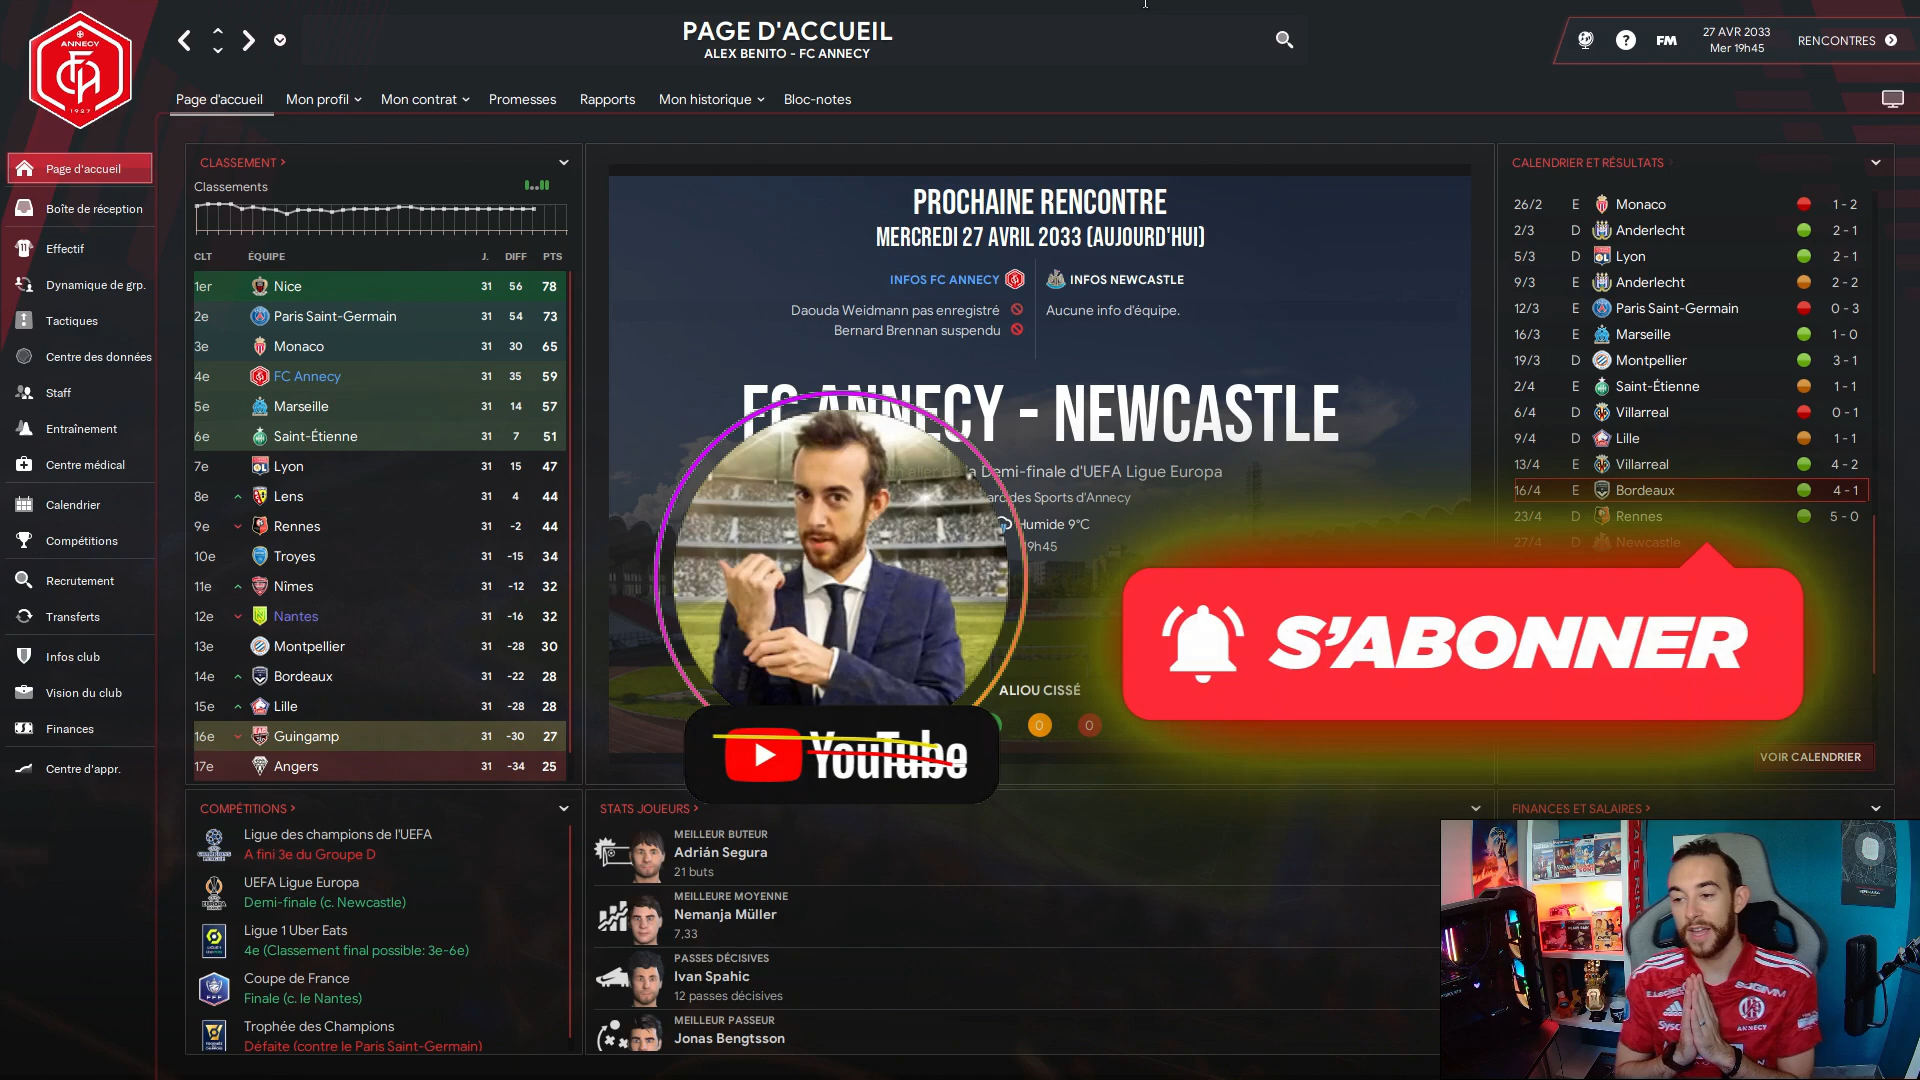 PAGE D'ACCUEIL
ALEX BENITO - FC ANNECY
27 AVR 2033
Mer 19h45
RENCONTRES
FM
ANNECY
1927
Page d'accueil
Mon profil
Mon contrat
Promesses
Rapports
Mon historique
Bloc-notes
Page d'accueil
Boîte de réception
Effectif
Dynamique de grp.
Tactiques
Centre des données
Staff
Entraînement
Centre médical
Calendrier
Compétitions
Recrutement
Transferts
Infos club
Vision du club
Finances
Centre d'appr.
CLASSEMENT >
Classements
CLT ÉQUIPE J. DIFF PTS
1er Nice 31 56 78
2e Paris Saint-Germain 31 54 73
3e Monaco 31 30 65
4e FC Annecy 31 35 59
5e Marseille 31 14 57
6e Saint-Étienne 31 7 51
7e Lyon 31 15 47
8e Lens 31 4 44
9e Rennes 31 -2 44
10e Troyes 31 -15 34
11e Nîmes 31 -12 32
12e Nantes 31 -16 32
13e Montpellier 31 -28 30
14e Bordeaux 31 -22 28
15e Lille 31 -28 28
16e Guingamp 31 -30 27
17e Angers 31 -34 25
PROCHAINE RENCONTRE
MERCREDI 27 AVRIL 2033 (AUJOURD'HUI)
INFOS FC ANNECY
Daouda Weidmann pas enregistré
Bernard Brennan suspendu
INFOS NEWCASTLE
Aucune info d'équipe.
FC ANNECY - NEWCASTLE
Demi-finale d'UEFA Ligue Europa
des Sports d'Annecy
Humide 9°C
19h45
ALIOU CISSÉ
0 0
YouTube
S'ABONNER
CALENDRIER ET RÉSULTATS >
26/2 E Monaco 1 - 2
2/3 D Anderlecht 2 - 1
5/3 D Lyon 2 - 1
9/3 E Anderlecht 2 - 2
12/3 E Paris Saint-Germain 0 - 3
16/3 E Marseille 1 - 0
19/3 D Montpellier 3 - 1
2/4 E Saint-Étienne 1 - 1
6/4 D Villarreal 0 - 1
9/4 D Lille 1 - 1
13/4 E Villarreal 4 - 2
16/4 E Bordeaux 4 - 1
23/4 D Rennes 5 - 0
27/4 D Newcastle
VOIR CALENDRIER
COMPÉTITIONS >
Ligue des champions de l'UEFA
A fini 3e du Groupe D
UEFA Ligue Europa
Demi-finale (c. Newcastle)
Ligue 1 Uber Eats
4e (Classement final possible: 3e-6e)
Coupe de France
Finale (c. le Nantes)
Trophée des Champions
Défaite (contre le Paris Saint-Germain)
STATS JOUEURS >
MEILLEUR BUTEUR
Adrián Segura
21 buts
MEILLEURE MOYENNE
Nemanja Müller
7,33
PASSES DÉCISIVES
Ivan Spahic
12 passes décisives
MEILLEUR PASSEUR
Jonas Bengtsson
FINANCES ET SALAIRES >
ANNECY